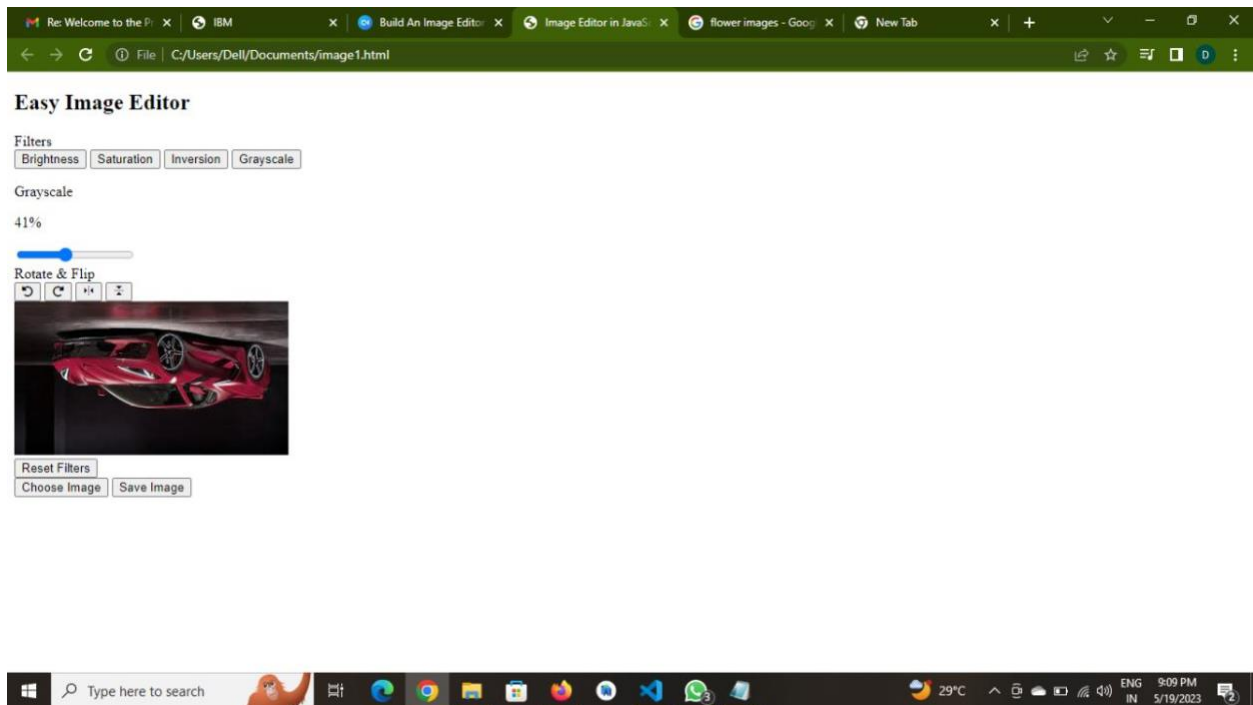 Re: Welcome to the Pr
IBM
Build An Image Editor
Image Editor in JavaSc
flower images - Goog
New Tab
File | C:/Users/Dell/Documents/image1.html
D
Easy Image Editor
Filters
Brightness Saturation Inversion Grayscale
Grayscale
41%
Rotate & Flip
Reset Filters
Choose Image Save Image
Type here to search
29°C
ENG 9:09 PM
IN 5/19/2023